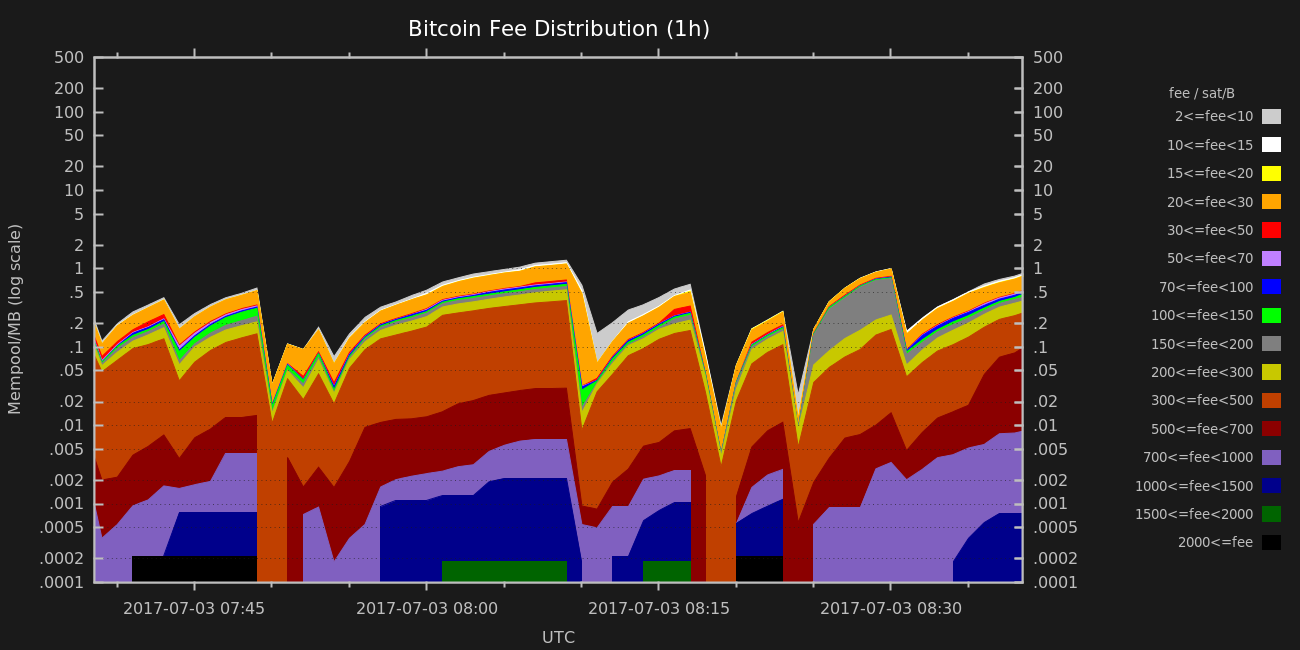 Bitcoin Fee Distribution (1h)
Mempool/MB (log scale)
500
200
100
50
20
10
5
2
1
.5
.2
.1
.05
.02
.01
.005
.002
.001
.0005
.0002
.0001
500
200
100
50
20
10
5
2
1
.5
.2
.1
.05
.02
.01
.005
.002
.001
.0005
.0002
.0001
2017-07-03 07:45
2017-07-03 08:00
2017-07-03 08:15
2017-07-03 08:30
UTC
fee / sat/B
2<=fee<10
10<=fee<15
15<=fee<20
20<=fee<30
30<=fee<50
50<=fee<70
70<=fee<100
100<=fee<150
150<=fee<200
200<=fee<300
300<=fee<500
500<=fee<700
700<=fee<1000
1000<=fee<1500
1500<=fee<2000
2000<=fee